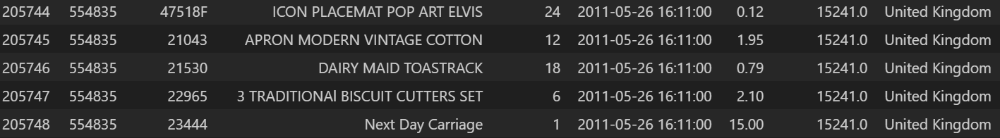 205744 554835 47518F ICON PLACEMAT POP ART ELVIS 24 2011-05-26 16:11:00 0.12 15241.0 United Kingdom
205745 554835 21043 APRON MODERN VINTAGE COTTON 12 2011-05-26 16:11:00 1.95 15241.0 United Kingdom
205746 554835 21530 DAIRY MAID TOASTRACK 18 2011-05-26 16:11:00 0.79 15241.0 United Kingdom
205747 554835 22965 3 TRADITIONAl BISCUIT CUTTERS SET 6 2011-05-26 16:11:00 2.10 15241.0 United Kingdom
205748 554835 23444 Next Day Carriage 1 2011-05-26 16:11:00 15.00 15241.0 United Kingdom